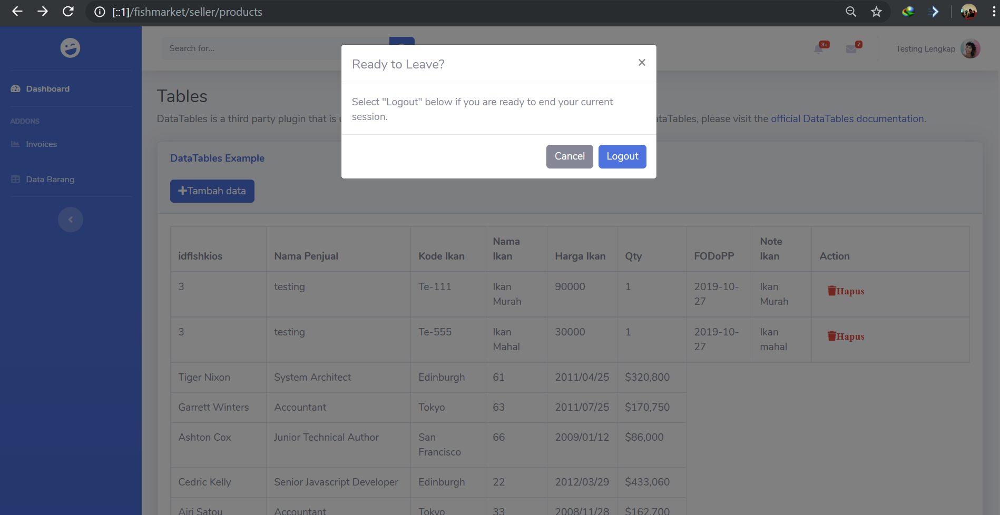 [::1]/fishmarket/seller/products
Search for...
3+
7
Testing Lengkap
Dashboard
ADDONS
Invoices
Data Barang
Ready to Leave?
×
Select "Logout" below if you are ready to end your current
session.
Cancel
Logout
Tables
DataTables is a third party plugin that is
ataTables, please visit the official DataTables documentation.
DataTables Example
Tambah data
idfishkios Nama Penjual Kode Ikan Nama Ikan Harga Ikan Qty FODoPP Note Ikan Action
3 testing Te-111 Ikan Murah 90000 1 2019-10-27 Ikan Murah Hapus
3 testing Te-555 Ikan Mahal 30000 1 2019-10-27 Ikan mahal Hapus
Tiger Nixon System Architect Edinburgh 61 2011/04/25 $320,800
Garrett Winters Accountant Tokyo 63 2011/07/25 $170,750
Ashton Cox Junior Technical Author San Francisco 66 2009/01/12 $86,000
Cedric Kelly Senior Javascript Developer Edinburgh 22 2012/03/29 $433,060
Airi Satou Accountant Tokyo 33 2008/11/28 $162,700